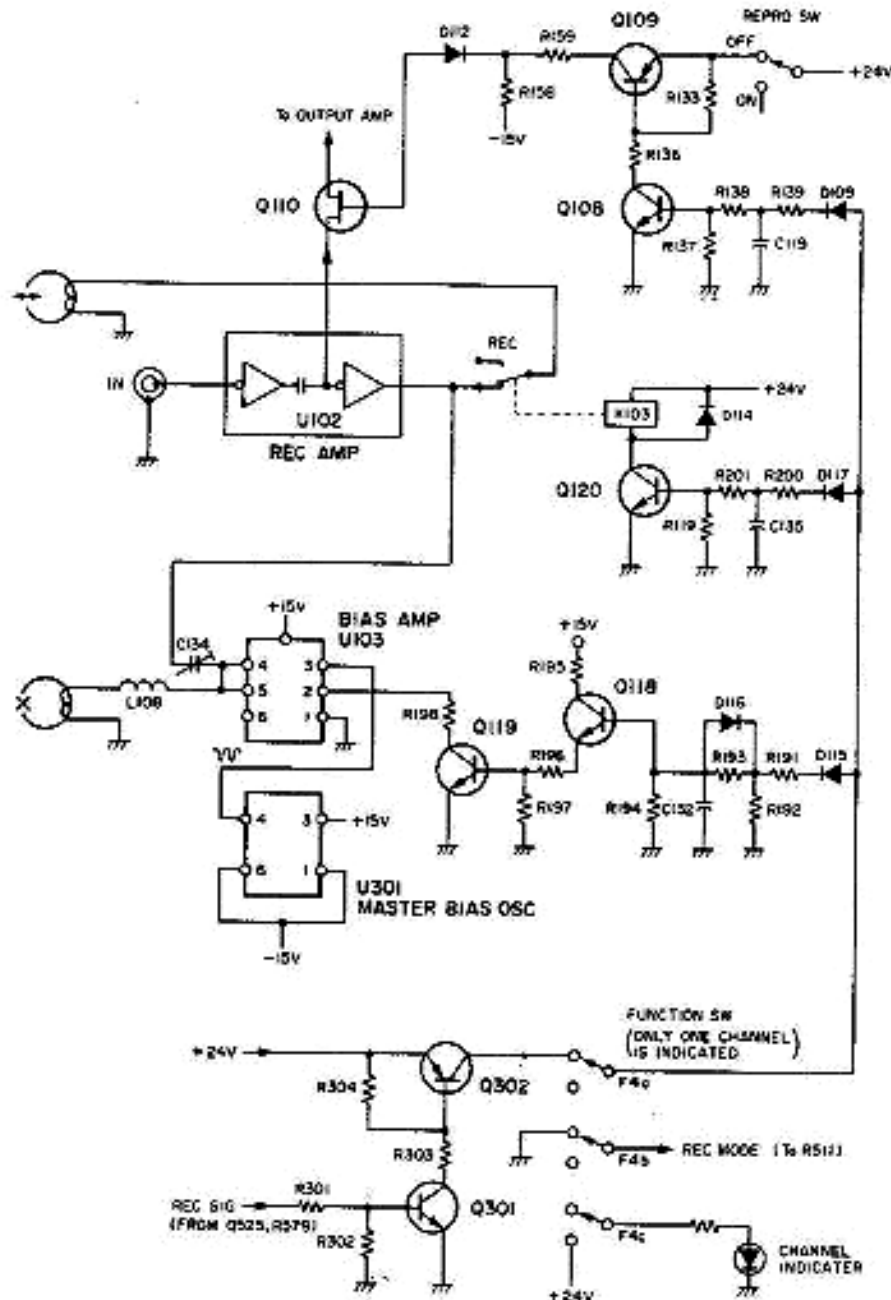 Q109
REPRO SW
D112
R159
OFF
+24V
R158
R133
ON
To OUTPUT AMP
-15V
R136
Q110
Q108
R138
R139
D109
R137
C119
REC
IN
U102
REC AMP
+24V
K103
D114
Q120
R201
R200
D117
R119
C135
+15V
BIAS AMP
U103
C134
4
3
5
2
6
1
L108
R198
Q119
+15V
R195
Q118
D116
R196
R193
R191
D115
R197
R194
C132
R192
4
3
+15V
6
1
U301
MASTER BIAS OSC
-15V
FUNCTION SW
(ONLY ONE CHANNEL
IS INDICATED)
+24V
R304
Q302
F4a
R303
F4b
REC MODE (To R511)
REC SIG
(FROM Q525, R579)
R301
Q301
R302
F4c
CHANNEL
INDICATER
+24V